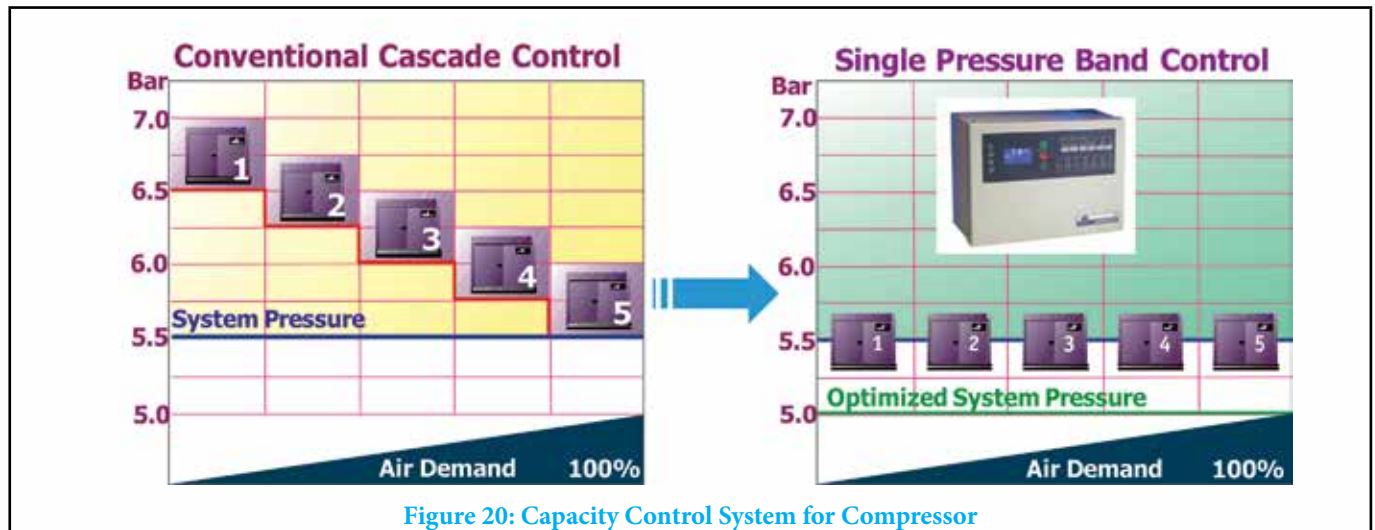 Conventional Cascade Control
Bar
7.0
6.5
6.0
5.5
5.0
1
2
3
4
5
System Pressure
Air Demand 100%
Single Pressure Band Control
Bar
7.0
6.5
6.0
5.5
5.0
1
2
3
4
5
Optimized System Pressure
Air Demand 100%
Figure 20: Capacity Control System for Compressor